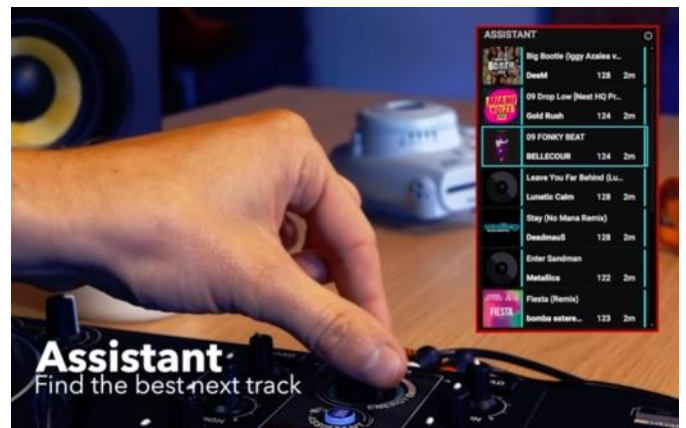 ASSISTANT
Big Bootie (Iggy Azalea v...
DeeM 128 2m
09 Drop Low [Nest HQ Pr...
Gold Rush 124 2m
09 FONKY BEAT
BELLECOUR 124 2m
Leave You Far Behind (Lu...
Lunatic Calm 128 2m
Stay (No Mana Remix)
Deadmau5 128 2m
Enter Sandman
Metallica 122 2m
FIESTA
Fiesta (Remix)
bomba estere... 123 2m
Assistant
Find the best next track